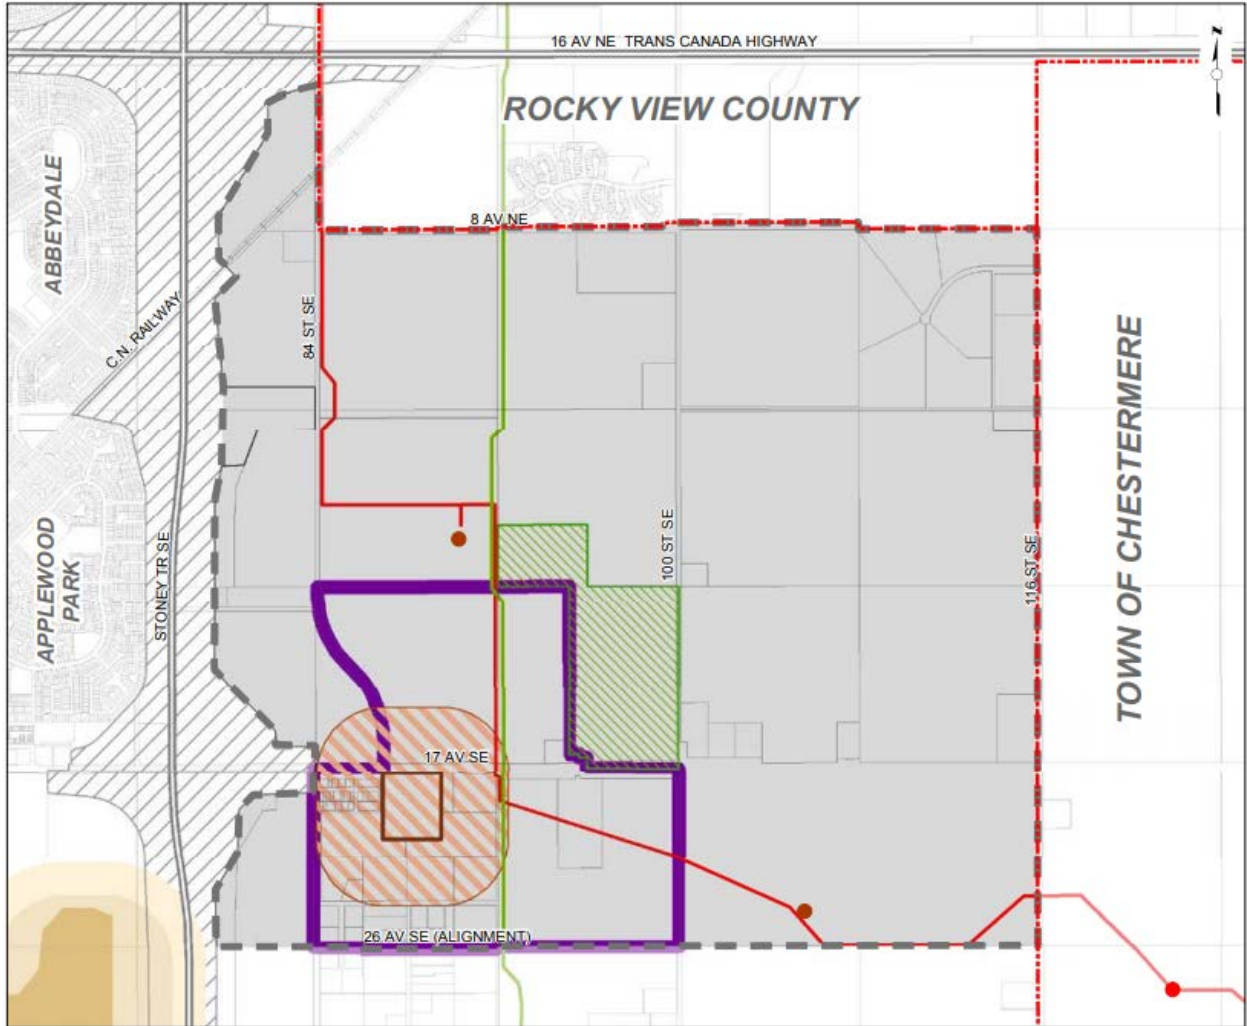 16 AV NE TRANS CANADA HIGHWAY
N
ROCKY VIEW COUNTY
ABBEYDALE
8 AV NE
C.N. RAILWAY
84 ST SE
TOWN OF CHESTERMERE
APPLEWOOD
PARK
STONEY TR SE
100 ST SE
116 ST SE
17 AV SE
26 AV SE (ALIGNMENT)